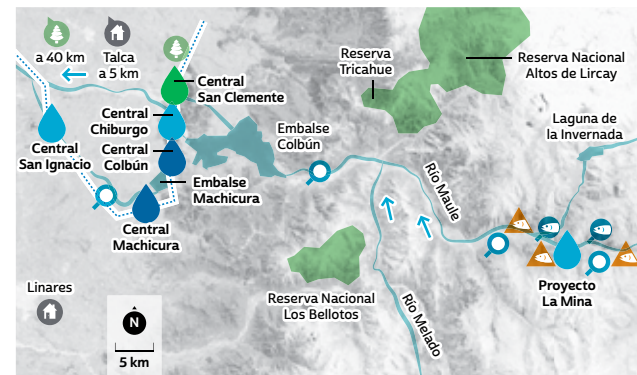 a 40 km
Talca
a 5 km
Central
San Clemente
Central
Chiburgo
Central
San Ignacio
Central
Colbún
Embalse
Machicura
Central
Machicura
Embalse
Colbún
Reserva
Tricahue
Reserva Nacional
Altos de Lircay
Laguna de
la Invernada
Río Maule
Proyecto
La Mina
Reserva Nacional
Los Bellotos
Río Melado
Linares
N
5 km